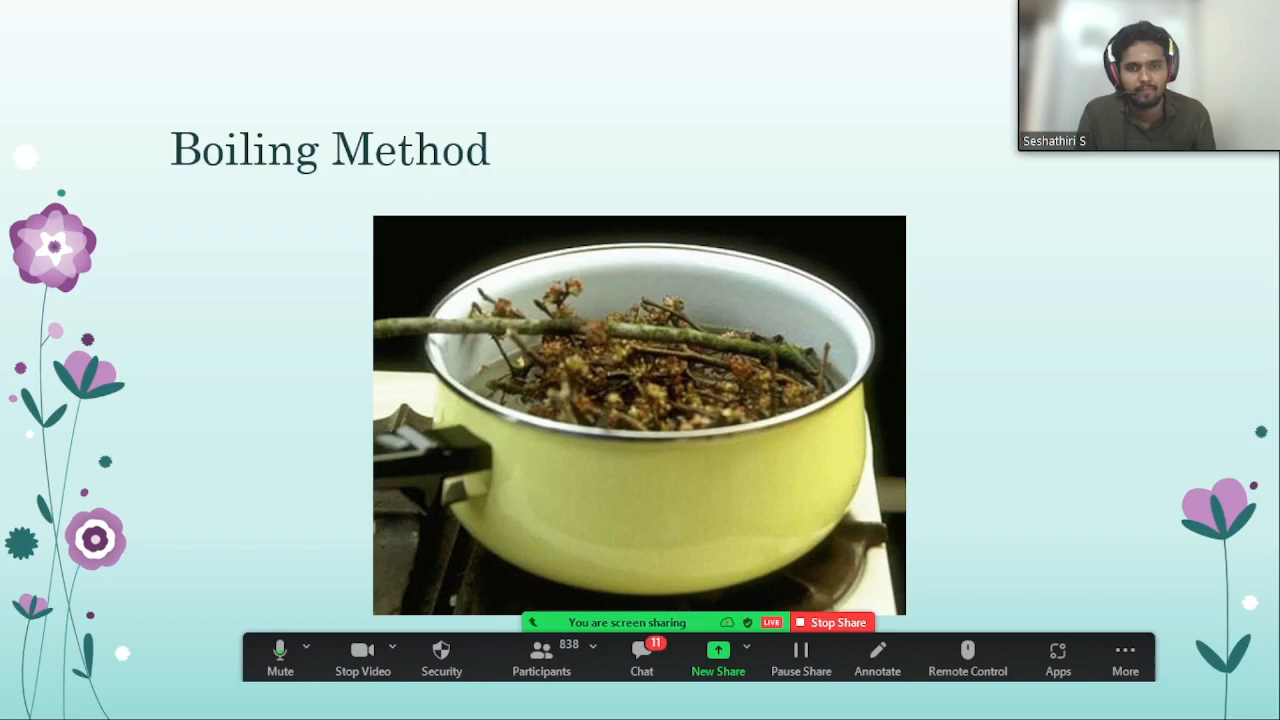 Seshathiri S
Boiling Method
You are screen sharing
LIVE
Stop Share
838
11
Mute
Stop Video
Security
Participants
Chat
New Share
Pause Share
Annotate
Remote Control
Apps
More